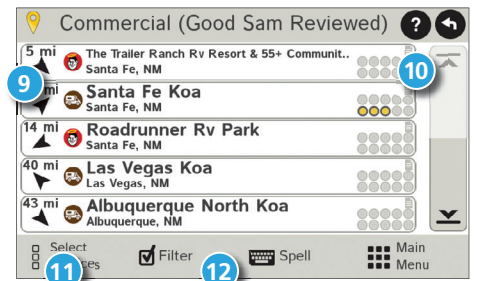 Commercial (Good Sam Reviewed) ?
5 mi
The Trailer Ranch Rv Resort & 55+ Communit..
Santa Fe, NM
10
9
mi
Santa Fe Koa
Santa Fe, NM
14 mi
Roadrunner Rv Park
Santa Fe, NM
40 mi
Las Vegas Koa
Las Vegas, NM
43 mi
Albuquerque North Koa
Albuquerque, NM
Select
11
Filter
12
Spell
Main
Menu